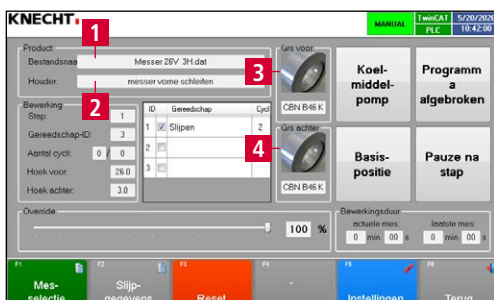 KNECHT.
MANUAL
TwinCAT
PLC
5/20/2026
10:42:00
Product:
1
Bestandsnaa
Messer 26V 3H.dat
Houder:
messer vorne schleifen
2
Grs voor
3
CBN B46 K
Koel-
middel-
pomp
Programm
a
afgebroken
Bewerking
Step:
1
Gereedschap-ID:
3
Aantal cycli:
0 / 0
Hoek voor:
26.0
Hoek achter:
3.0
ID Gereedschap Cycl
1 Slijpen 2
2
3
Grs achter
4
CBN B46 K
Basis-
positie
Pauze na
stap
Override
100 %
Bewerkingsduur
actuele mes:
0 min 00 s
laatste mes:
0 min 00 s
F1
Mes-
selectie
F2
Slijp-
gegevens
F3
Reset
F4
F5
Instellingen
F6
Terug